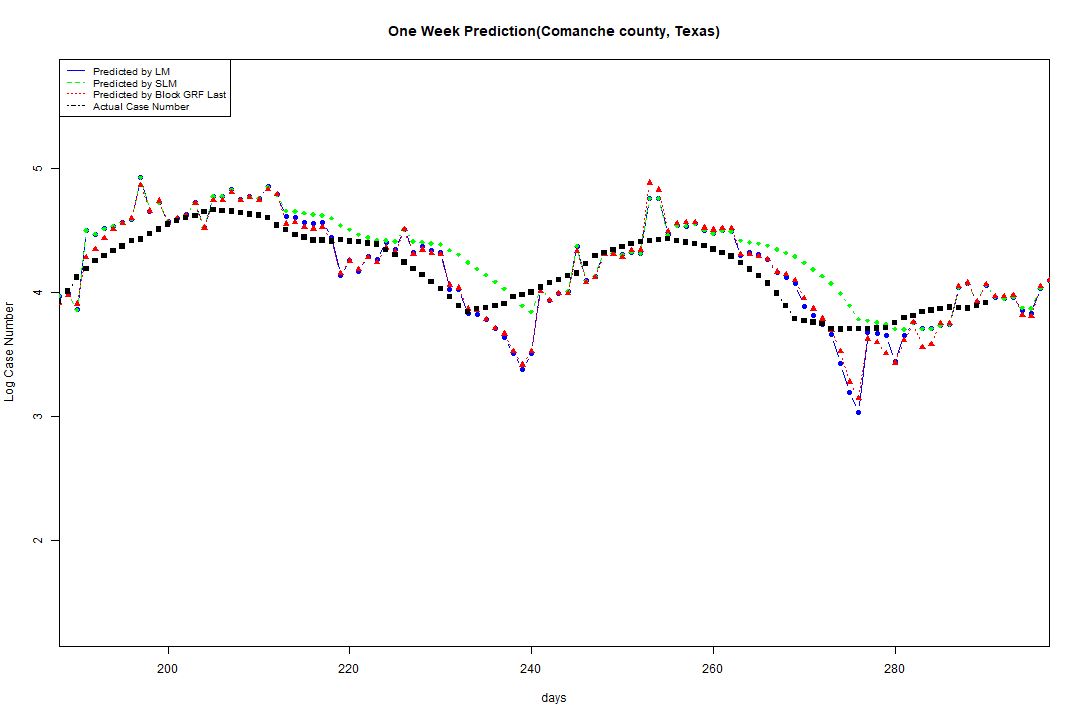 One Week Prediction(Comanche county, Texas)
Predicted by LM
Predicted by SLM
Predicted by Block GRF Last
Actual Case Number
5
4
3
2
Log Case Number
200 220 240 260 280
days